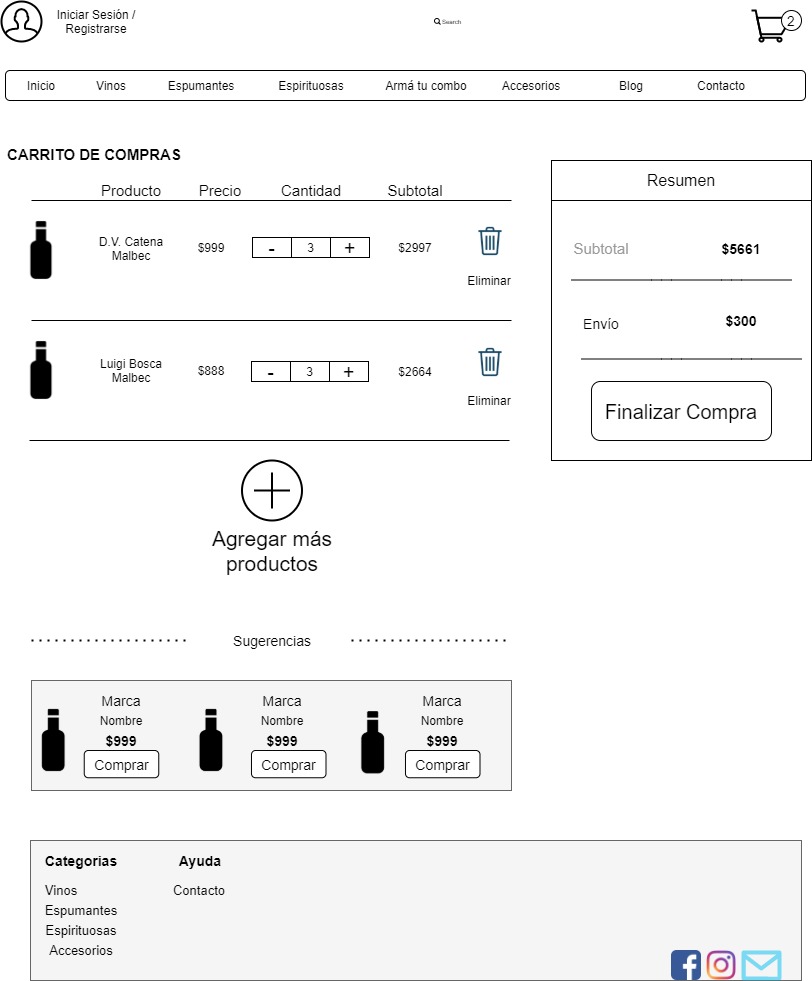 Iniciar Sesión /
Registrarse
Search
2
Inicio Vinos Espumantes Espirituosas Armá tu combo Accesorios Blog Contacto
CARRITO DE COMPRAS
Producto Precio Cantidad Subtotal
D.V. Catena
Malbec
$999
- 3 +
$2997
Eliminar
Luigi Bosca
Malbec
$888
- 3 +
$2664
Eliminar
Agregar más
productos
Resumen
Subtotal $5661
Envío $300
Finalizar Compra
Sugerencias
Marca
Nombre
$999
Comprar
Marca
Nombre
$999
Comprar
Marca
Nombre
$999
Comprar
Categorias
Vinos
Espumantes
Espirituosas
Accesorios
Ayuda
Contacto